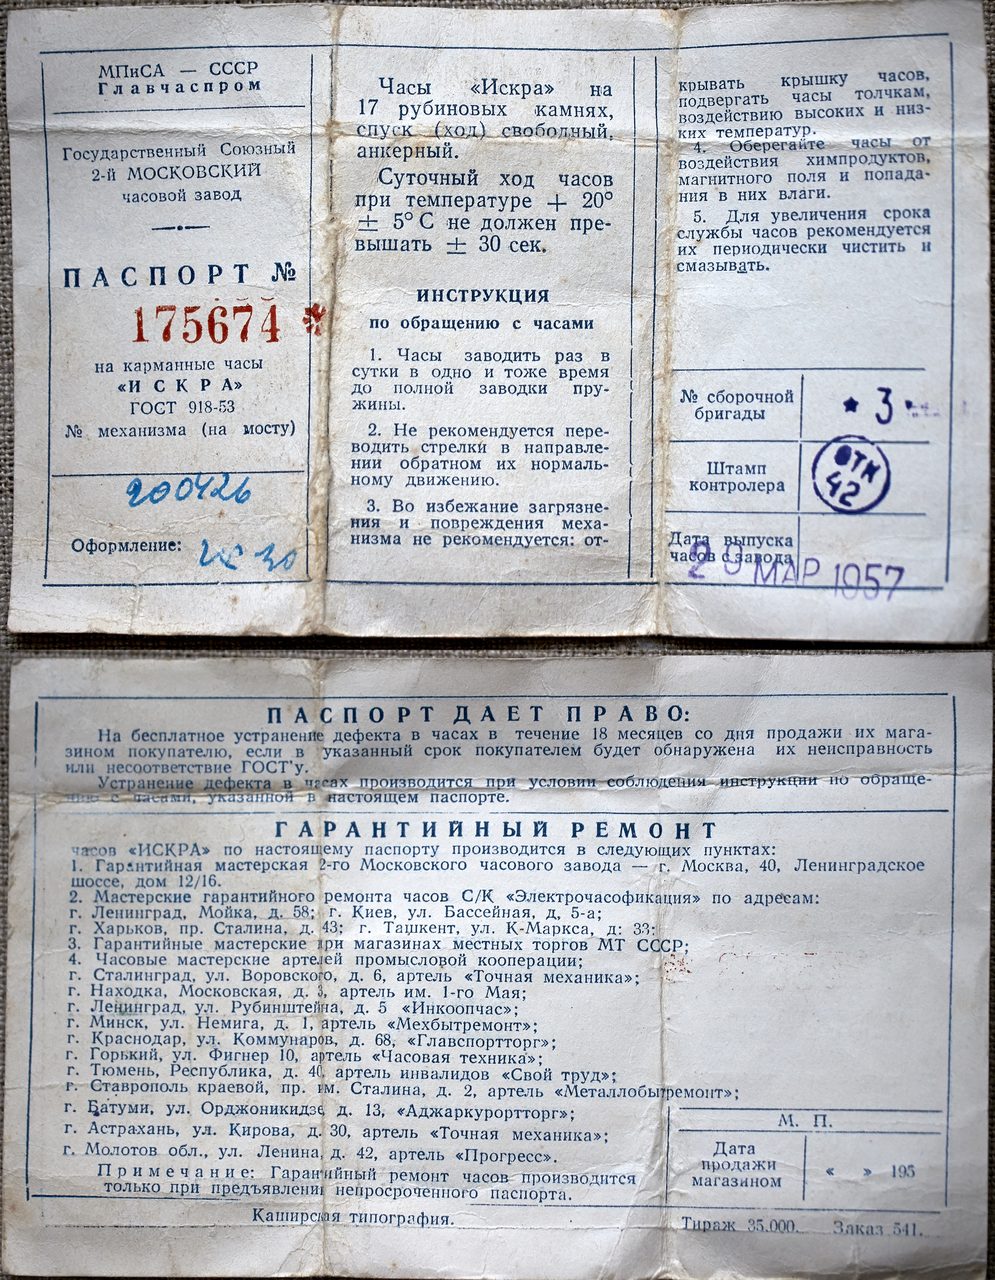 МПиСА — СССР
Главчаспром
Государственный Союзный
2-й МОСКОВСКИЙ
часовой завод
ПАСПОРТ №
175674 *
на карманные часы
«ИСКРА»
ГОСТ 918-53
№ механизма (на мосту)
900426
Оформление:
Часы «Искра» на
17 рубиновых камнях,
спуск (ход) свободный,
анкерный.
Суточный ход часов
при температуре + 20°
± 5° С не должен пре-
вышать ± 30 сек.
ИНСТРУКЦИЯ
по обращению с часами
1. Часы заводить раз в
сутки в одно и тоже время
до полной заводки пру-
жины.
2. Не рекомендуется пере-
водить стрелки в направле-
нии обратном их нормаль-
ному движению.
3. Во избежание загрязне-
ния и повреждения меха-
низма не рекомендуется: от-
крывать крышку часов,
подвергать часы толчкам,
воздействию высоких и низ-
ких температур.
4. Оберегайте часы от
воздействия химпродуктов,
магнитного поля и попада-
ния в них влаги.
5. Для увеличения срока
службы часов рекомендуется
их периодически чистить и
смазывать.
№ сборочной
бригады
★ 3
Штамп
контролера
ОТК
42
Дата выпуска
часов с завода
29 МАР 1957
ПАСПОРТ ДАЕТ ПРАВО:
На бесплатное устранение дефекта в часах в течение 18 месяцев со дня продажи их мага-
зином покупателю, если в указанный срок покупателем будет обнаружена их неисправность
или несоответствие ГОСТ'у.
Устранение дефекта в часах производится при условии соблюдения инструкции по обраще-
нию с часами, указанной в настоящем паспорте.
ГАРАНТИЙНЫЙ РЕМОНТ
часов «ИСКРА» по настоящему паспорту производится в следующих пунктах:
1. Гарантийная мастерская 2-го Московского часового завода — г. Москва, 40, Ленинградское
шоссе, дом 12/16.
2. Мастерские гарантийного ремонта часов С/К «Электрочасофикация» по адресам:
г. Ленинград, Мойка, д. 58; г. Киев, ул. Бассейная, д, 5-а;
г. Харьков, пр. Сталина, д. 43; г. Ташкент, ул. К-Маркса, д: 33;
3. Гарантийные мастерские при магазинах местных торгов МТ СССР;
4. Часовые мастерские артелей промысловой кооперации;
г. Сталинград, ул. Воровского, д. 6, артель «Точная механика»;
г. Находка, Московская, д. 3, артель им. 1-го Мая;
г. Ленинград, ул. Рубинштейна, д. 5 «Инкоопчас»;
г. Минск, ул. Немига, д. 1, артель «Мехбытремонт»;
г. Краснодар, ул. Коммунаров, д. 68, «Главспортторг»;
г. Горький, ул. Фигнер 10, артель «Часовая техника»;
г. Тюмень, Республика, д. 40, артель инвалидов «Свой труд»;
г. Ставрополь краевой, пр. им. Сталина, д. 2, артель «Металлобытремонт»;
г. Батуми, ул. Орджоникидзе, д. 13, «Аджаркурортторг»;
г. Астрахань, ул. Кирова, д. 30, артель «Точная механика»;
г. Молотов обл., ул. Ленина, д. 42, артель «Прогресс».
Примечание: Гарантийный ремонт часов производится
только при предъявлении непросроченного паспорта.
М. П.
Дата
продажи
магазином
« » 195
Каширская типография.
Тираж 35.000. Заказ 541.